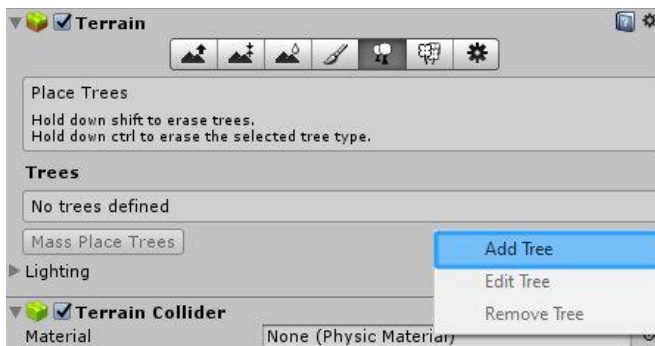 Terrain
Place Trees
Hold down shift to erase trees.
Hold down ctrl to erase the selected tree type.
Trees
No trees defined
Mass Place Trees
Add Tree
Lighting
Edit Tree
Remove Tree
Terrain Collider
Material None (Physic Material)